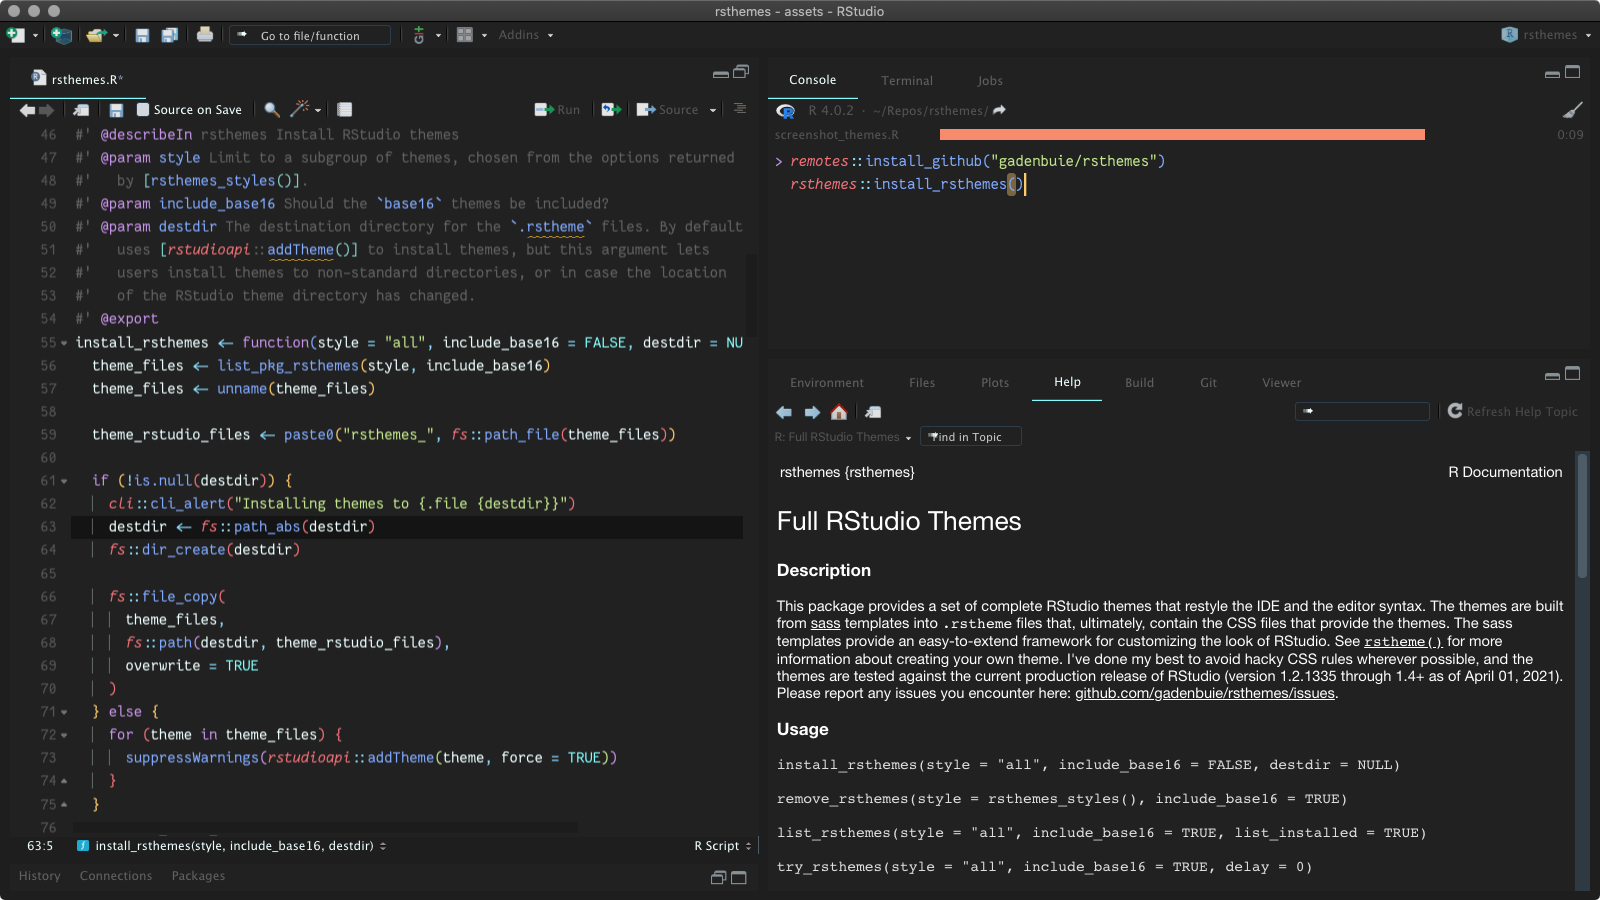 rsthemes - assets - RStudio
Go to file/function
Git
Addins
rsthemes
rsthemes.R*
Source on Save
Run
Source
46 #' @describeIn rsthemes Install RStudio themes
47 #' @param style Limit to a subgroup of themes, chosen from the options returned
48 #'   by [rsthemes_styles()].
49 #' @param include_base16 Should the `base16` themes be included?
50 #' @param destdir The destination directory for the `.rstheme` files. By default
51 #'   uses [rstudioapi::addTheme()] to install themes, but this argument lets
52 #'   users install themes to non-standard directories, or in case the location
53 #'   of the RStudio theme directory has changed.
54 #' @export
55 install_rsthemes <- function(style = "all", include_base16 = FALSE, destdir = NU
56   theme_files <- list_pkg_rsthemes(style, include_base16)
57   theme_files <- unname(theme_files)
58
59   theme_rstudio_files <- paste0("rsthemes_", fs::path_file(theme_files))
60
61   if (!is.null(destdir)) {
62     cli::cli_alert("Installing themes to {.file {destdir}}")
63     destdir <- fs::path_abs(destdir)
64     fs::dir_create(destdir)
65
66     fs::file_copy(
67       theme_files,
68       fs::path(destdir, theme_rstudio_files),
69       overwrite = TRUE
70     )
71   } else {
72     for (theme in theme_files) {
73       suppressWarnings(rstudioapi::addTheme(theme, force = TRUE))
74     }
75   }
76
63:5
install_rsthemes(style, include_base16, destdir)
R Script
History
Connections
Packages
Console
Terminal
Jobs
R 4.0.2 · ~/Repos/rsthemes/
screenshot_themes.R
0:09
> remotes::install_github("gadenbuie/rsthemes")
rsthemes::install_rsthemes()
Environment
Files
Plots
Help
Build
Git
Viewer
Refresh Help Topic
R: Full RStudio Themes
Find in Topic
rsthemes {rsthemes}
R Documentation
Full RStudio Themes
Description
This package provides a set of complete RStudio themes that restyle the IDE and the editor syntax. The themes are built
from sass templates into .rstheme files that, ultimately, contain the CSS files that provide the themes. The sass
templates provide an easy-to-extend framework for customizing the look of RStudio. See rstheme() for more
information about creating your own theme. I've done my best to avoid hacky CSS rules wherever possible, and the
themes are tested against the current production release of RStudio (version 1.2.1335 through 1.4+ as of April 01, 2021).
Please report any issues you encounter here: github.com/gadenbuie/rsthemes/issues.
Usage
install_rsthemes(style = "all", include_base16 = FALSE, destdir = NULL)
remove_rsthemes(style = rsthemes_styles(), include_base16 = TRUE)
list_rsthemes(style = "all", include_base16 = TRUE, list_installed = TRUE)
try_rsthemes(style = "all", include_base16 = TRUE, delay = 0)